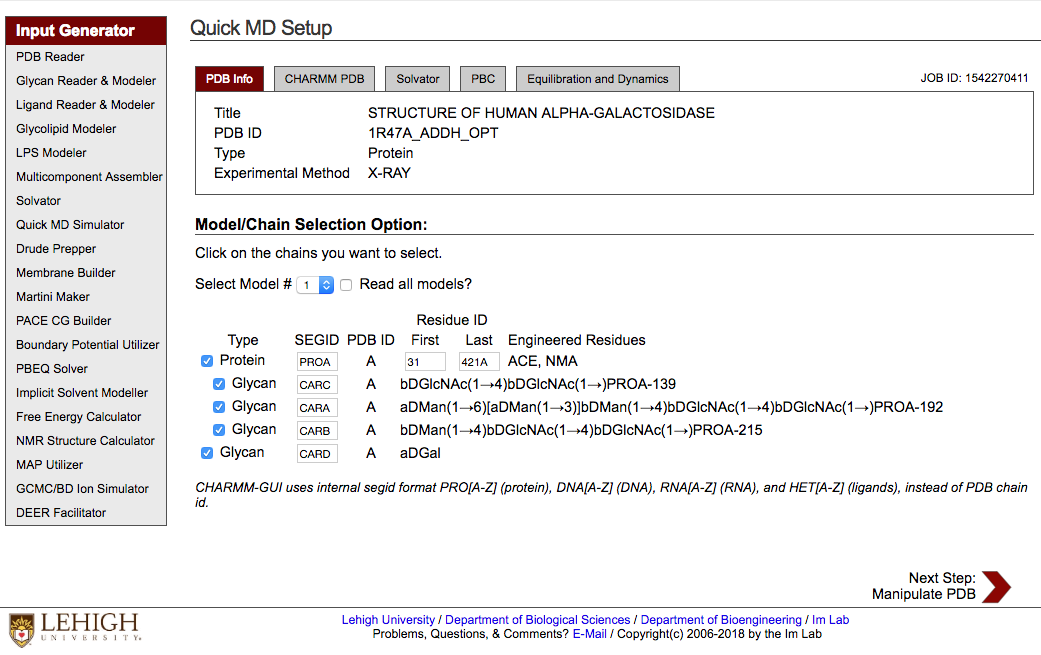 Input Generator
PDB Reader
Glycan Reader & Modeler
Ligand Reader & Modeler
Glycolipid Modeler
LPS Modeler
Multicomponent Assembler
Solvator
Quick MD Simulator
Drude Prepper
Membrane Builder
Martini Maker
PACE CG Builder
Boundary Potential Utilizer
PBEQ Solver
Implicit Solvent Modeller
Free Energy Calculator
NMR Structure Calculator
MAP Utilizer
GCMC/BD Ion Simulator
DEER Facilitator
Quick MD Setup
PDB Info CHARMM PDB Solvator PBC Equilibration and Dynamics JOB ID: 1542270411
Title STRUCTURE OF HUMAN ALPHA-GALACTOSIDASE
PDB ID 1R47A_ADDH_OPT
Type Protein
Experimental Method X-RAY
Model/Chain Selection Option:
Click on the chains you want to select.
Select Model # 1 Read all models?
Residue ID
Type SEGID PDB ID First Last Engineered Residues
Protein PROA A 31 421A ACE, NMA
Glycan CARC A bDGlcNAc(1→4)bDGlcNAc(1→)PROA-139
Glycan CARA A aDMan(1→6)[aDMan(1→3)]bDMan(1→4)bDGlcNAc(1→4)bDGlcNAc(1→)PROA-192
Glycan CARB A bDMan(1→4)bDGlcNAc(1→4)bDGlcNAc(1→)PROA-215
Glycan CARD A aDGal
CHARMM-GUI uses internal segid format PRO[A-Z] (protein), DNA[A-Z] (DNA), RNA[A-Z] (RNA), and HET[A-Z] (ligands), instead of PDB chain
id.
Next Step:
Manipulate PDB
LEHIGH
UNIVERSITY
Lehigh University / Department of Biological Sciences / Department of Bioengineering / Im Lab
Problems, Questions, & Comments? E-Mail / Copyright(c) 2006-2018 by the Im Lab